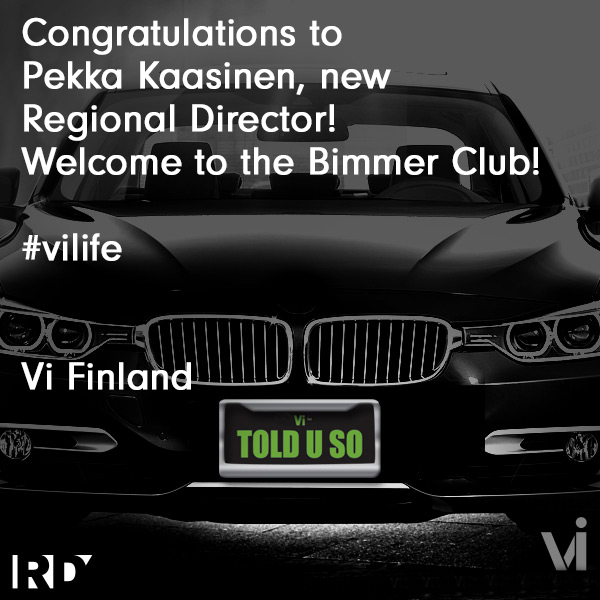 Congratulations to
Pekka Kaasinen, new
Regional Director!
Welcome to the Bimmer Club!
#vilife
Vi Finland
Vi™
TOLD U SO
RD
vi